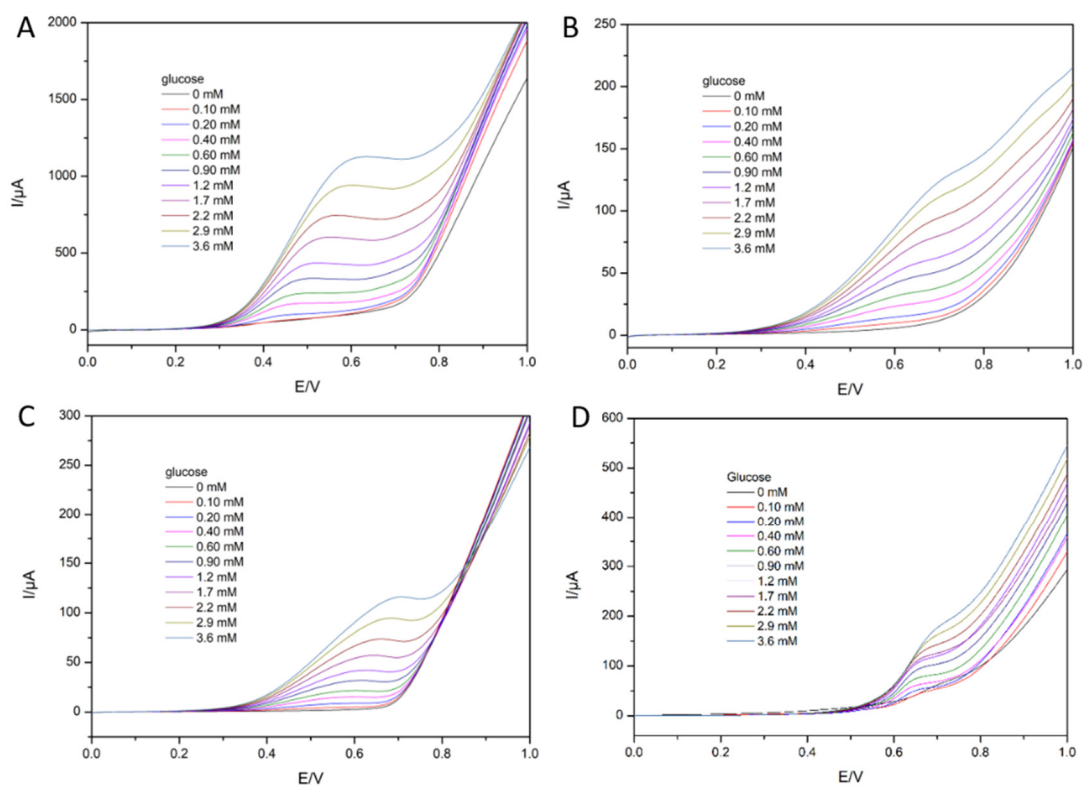 A
2000
1500
1000
500
0
I/μA
glucose
0 mM
0.10 mM
0.20 mM
0.40 mM
0.60 mM
0.90 mM
1.2 mM
1.7 mM
2.2 mM
2.9 mM
3.6 mM
0.0 0.2 0.4 0.6 0.8 1.0
E/V
B
250
200
150
100
50
0
I/μA
glucose
0 mM
0.10 mM
0.20 mM
0.40 mM
0.60 mM
0.90 mM
1.2 mM
1.7 mM
2.2 mM
2.9 mM
3.6 mM
0.0 0.2 0.4 0.6 0.8 1.0
E/V
C
300
250
200
150
100
50
0
I/μA
glucose
0 mM
0.10 mM
0.20 mM
0.40 mM
0.60 mM
0.90 mM
1.2 mM
1.7 mM
2.2 mM
2.9 mM
3.6 mM
0.0 0.2 0.4 0.6 0.8 1.0
E/V
D
600
500
400
300
200
100
0
I/μA
Glucose
0 mM
0.10 mM
0.20 mM
0.40 mM
0.60 mM
0.90 mM
1.2 mM
1.7 mM
2.2 mM
2.9 mM
3.6 mM
0.0 0.2 0.4 0.6 0.8 1.0
E/V